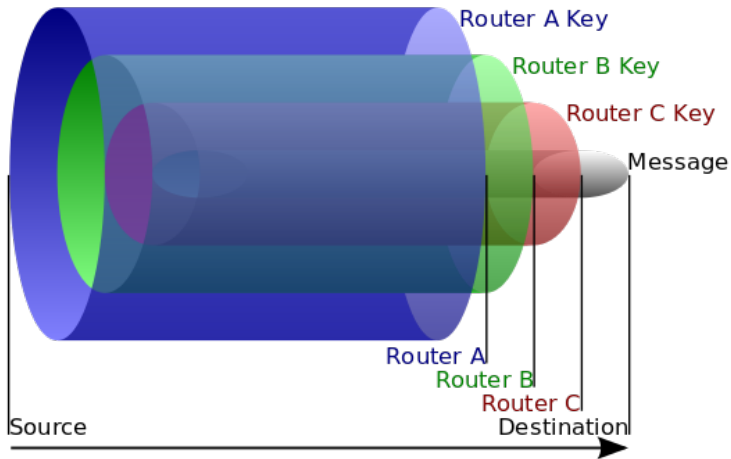 Router A Key
Router B Key
Router C Key
Message
Router A
Router B
Router C
Source
Destination